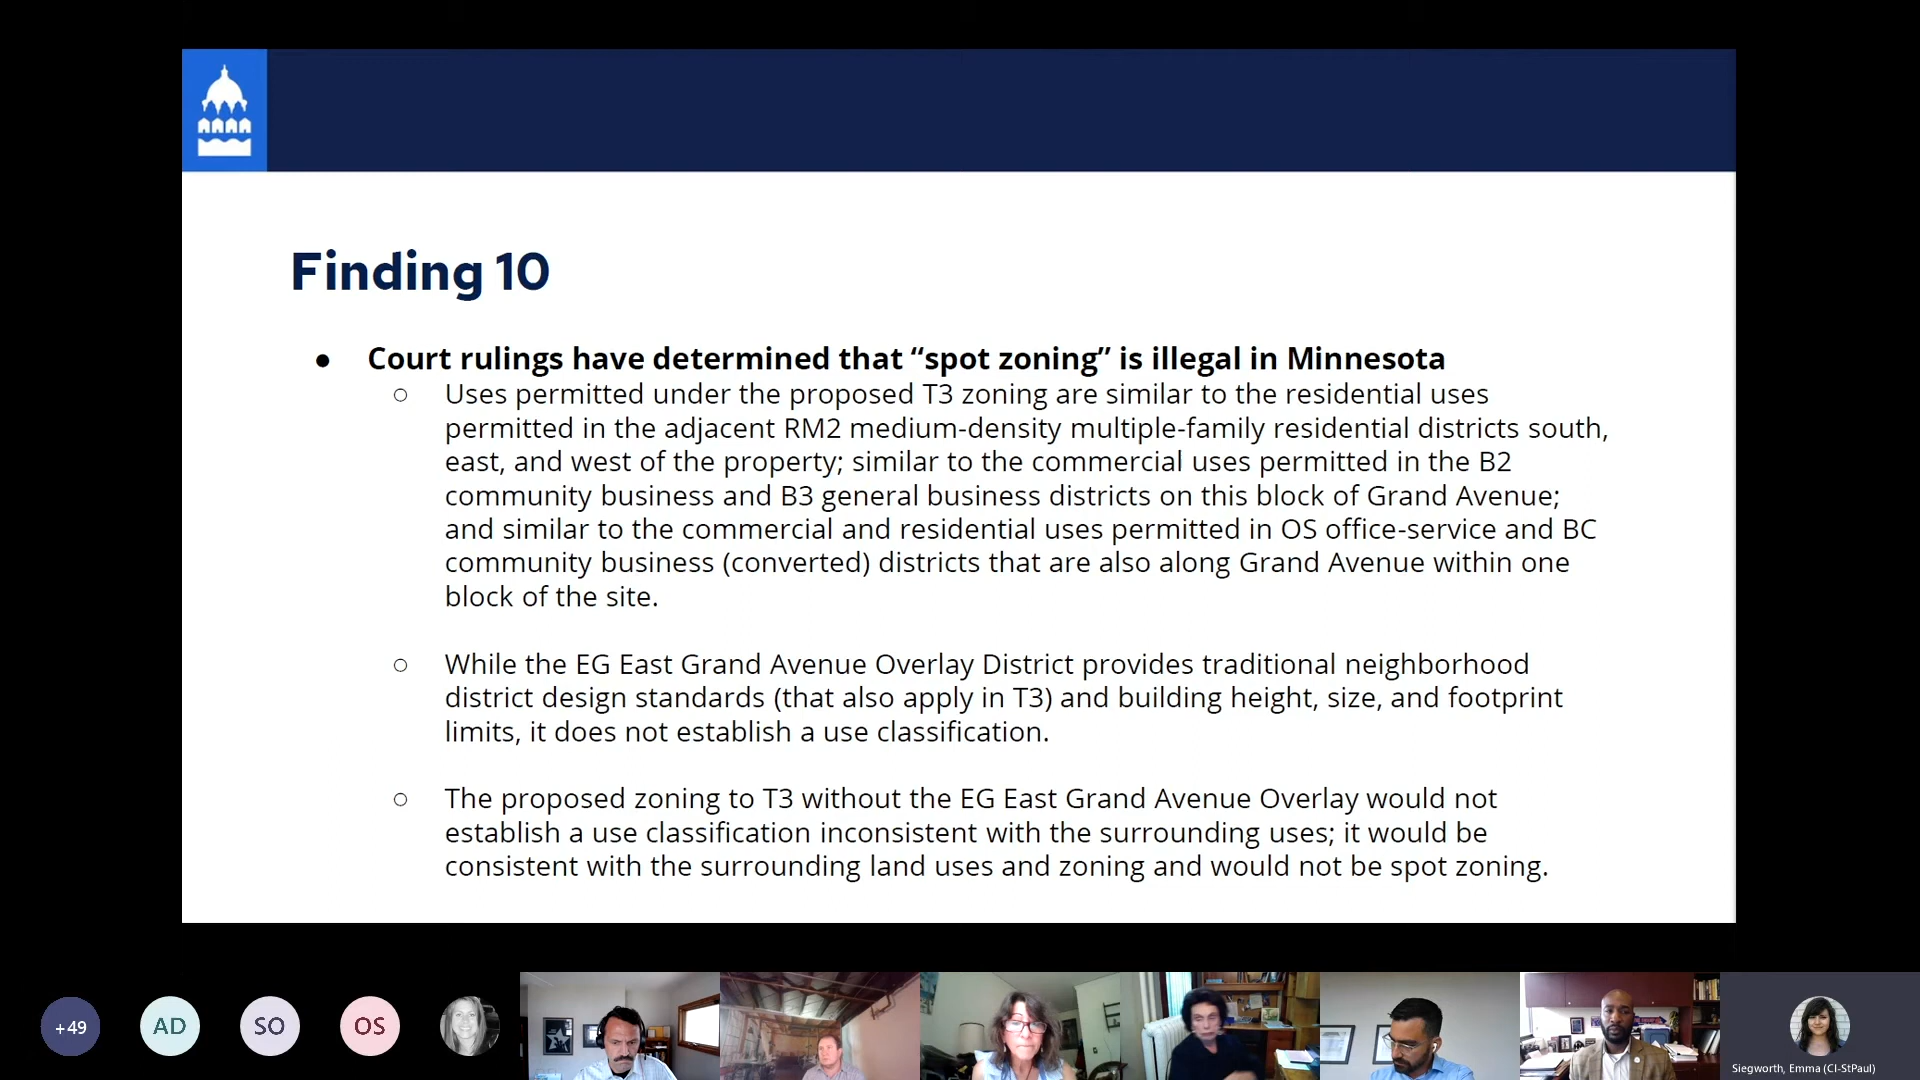 Finding 10
● Court rulings have determined that “spot zoning” is illegal in Minnesota
○ Uses permitted under the proposed T3 zoning are similar to the residential uses
permitted in the adjacent RM2 medium-density multiple-family residential districts south,
east, and west of the property; similar to the commercial uses permitted in the B2
community business and B3 general business districts on this block of Grand Avenue;
and similar to the commercial and residential uses permitted in OS office-service and BC
community business (converted) districts that are also along Grand Avenue within one
block of the site.
○ While the EG East Grand Avenue Overlay District provides traditional neighborhood
district design standards (that also apply in T3) and building height, size, and footprint
limits, it does not establish a use classification.
○ The proposed zoning to T3 without the EG East Grand Avenue Overlay would not
establish a use classification inconsistent with the surrounding uses; it would be
consistent with the surrounding land uses and zoning and would not be spot zoning.
+49
AD
SO
OS
Siegworth, Emma (CI-StPaul)